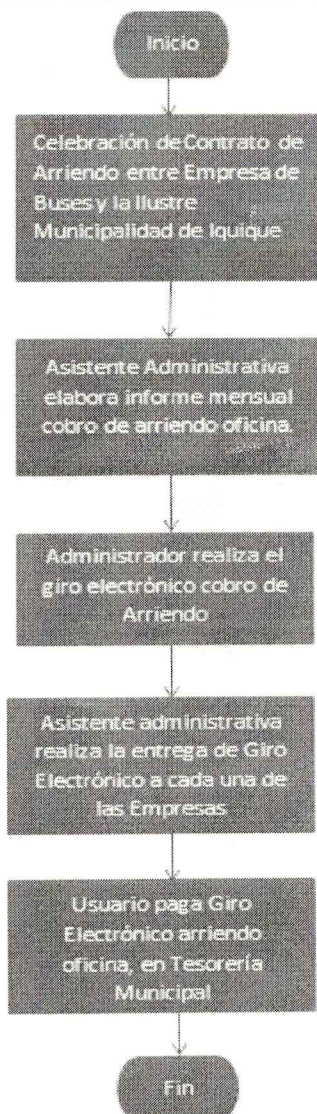 Inicio
Celebración de Contrato de
Arriendo entre Empresa de
Buses y la Ilustre
Municipalidad de Iquique
Asistente Administrativa
elabora informe mensual
cobro de arriendo oficina.
Administrador realiza el
giro electrónico cobro de
Arriendo
Asistente administrativa
realiza la entrega de Giro
Electrónico a cada una de
las Empresas
Usuario paga Giro
Electrónico arriendo
oficina, en Tesorería
Municipal
Fin